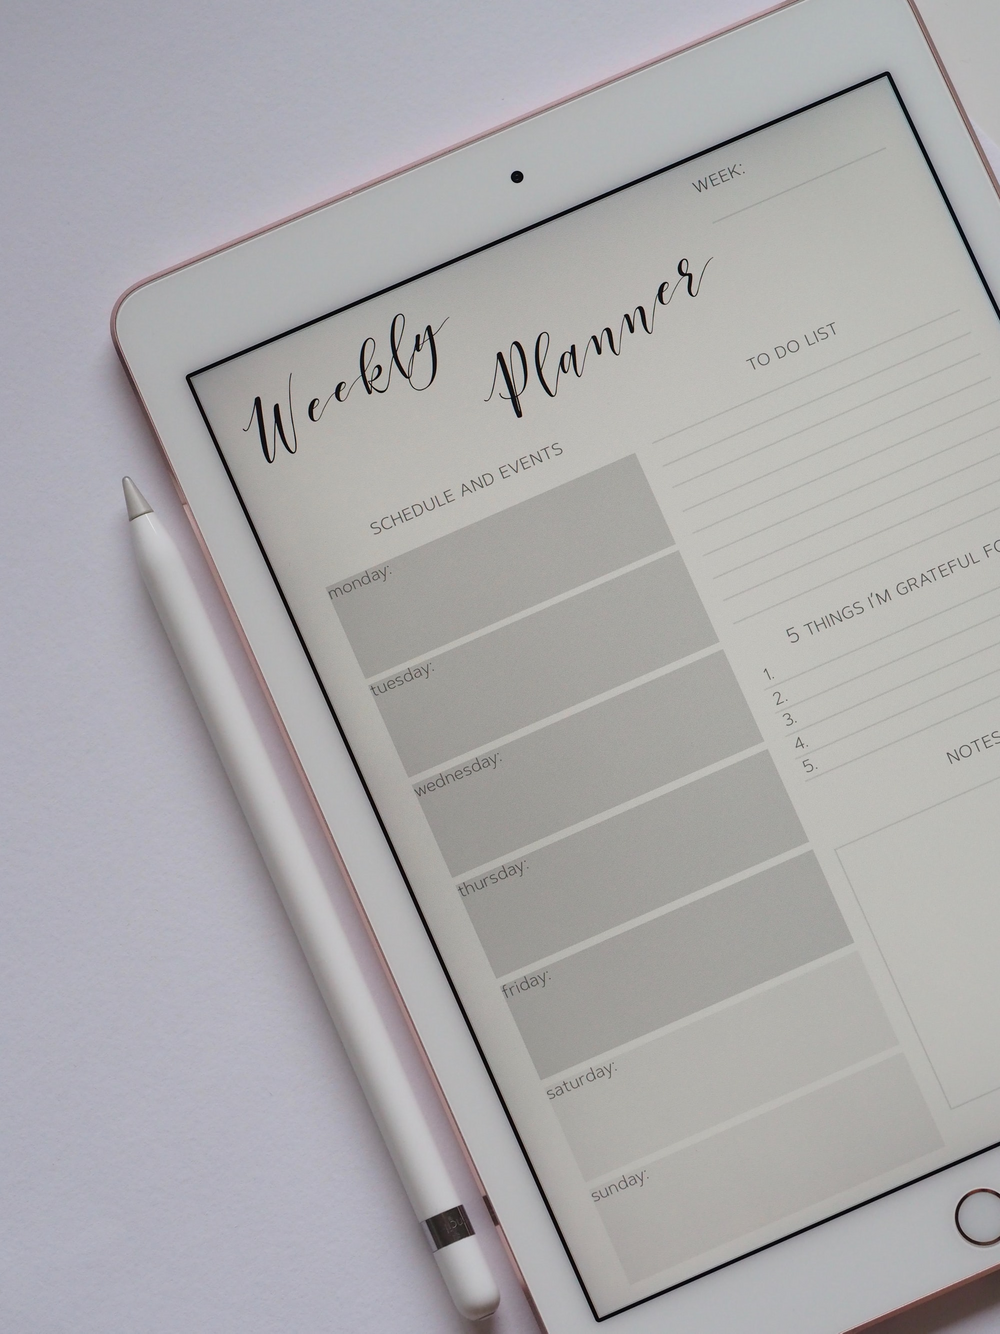 WEEK:
Weekly Planner
SCHEDULE AND EVENTS
monday:
tuesday:
wednesday:
thursday:
friday:
saturday:
sunday:
TO DO LIST
5 THINGS I'M GRATEFUL FO
1.
2.
3.
4.
5.
NOTES